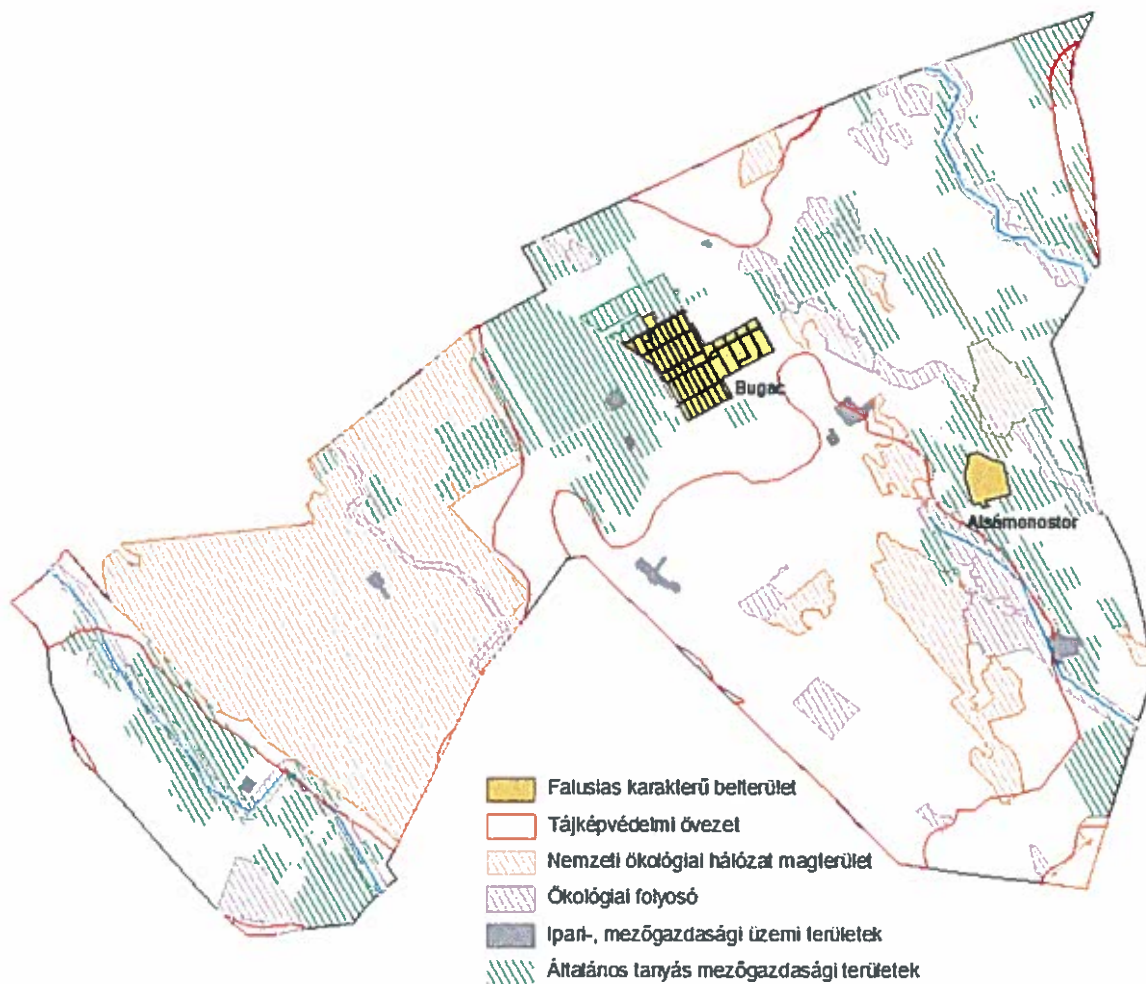 Bugac
Alsómonostor
Falusias karakterű belterület
Tájképvédelmi övezet
Nemzeti ökológiai hálózat magterület
Ökológiai folyosó
Ipari-, mezőgazdasági üzemi területek
Általános tanyás mezőgazdasági területek